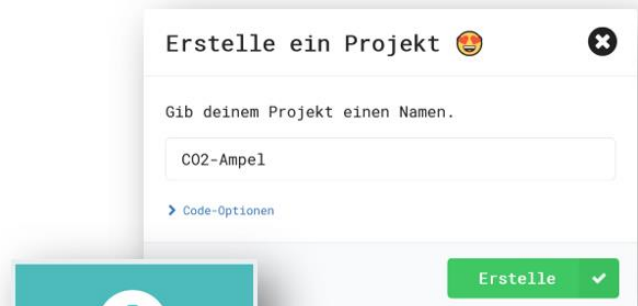 Erstelle ein Projekt 😍
Gib deinem Projekt einen Namen.
CO2-Ampel
Code-Optionen
Erstelle